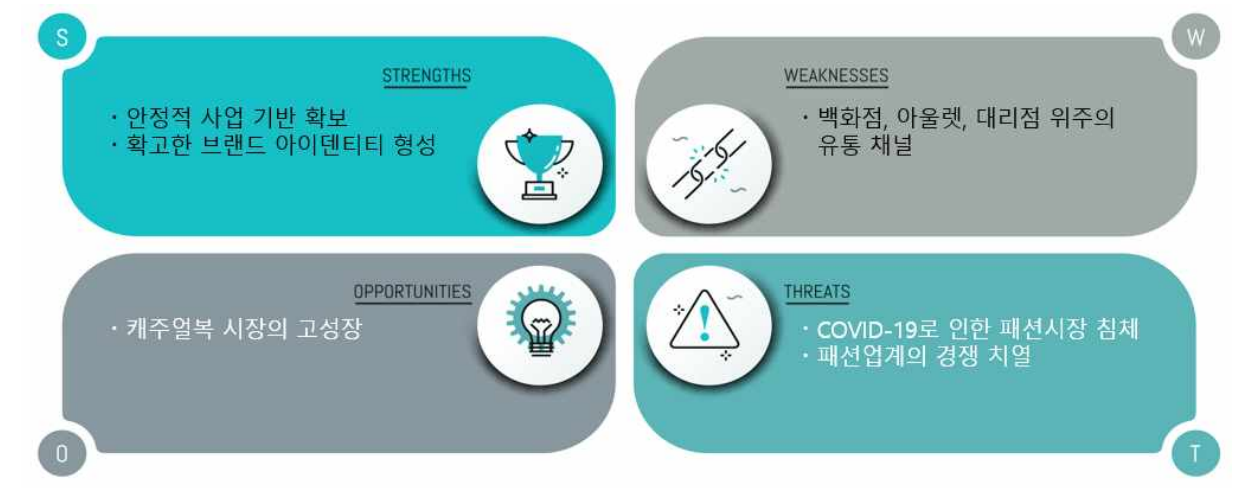 S
STRENGTHS
· 안정적 사업 기반 확보
· 확고한 브랜드 아이덴티티 형성
W
WEAKNESSES
· 백화점, 아울렛, 대리점 위주의
유통 채널
O
OPPORTUNITIES
· 캐주얼복 시장의 고성장
T
THREATS
· COVID-19로 인한 패션시장 침체
· 패션업계의 경쟁 치열